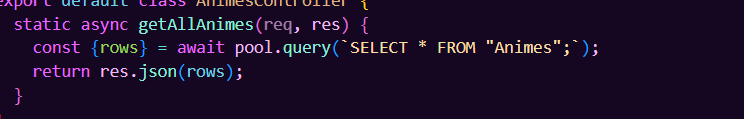 export default class AnimesController {
static async getAllAnimes(req, res) {
const {rows} = await pool.query(`SELECT * FROM "Animes";`);
return res.json(rows);
}